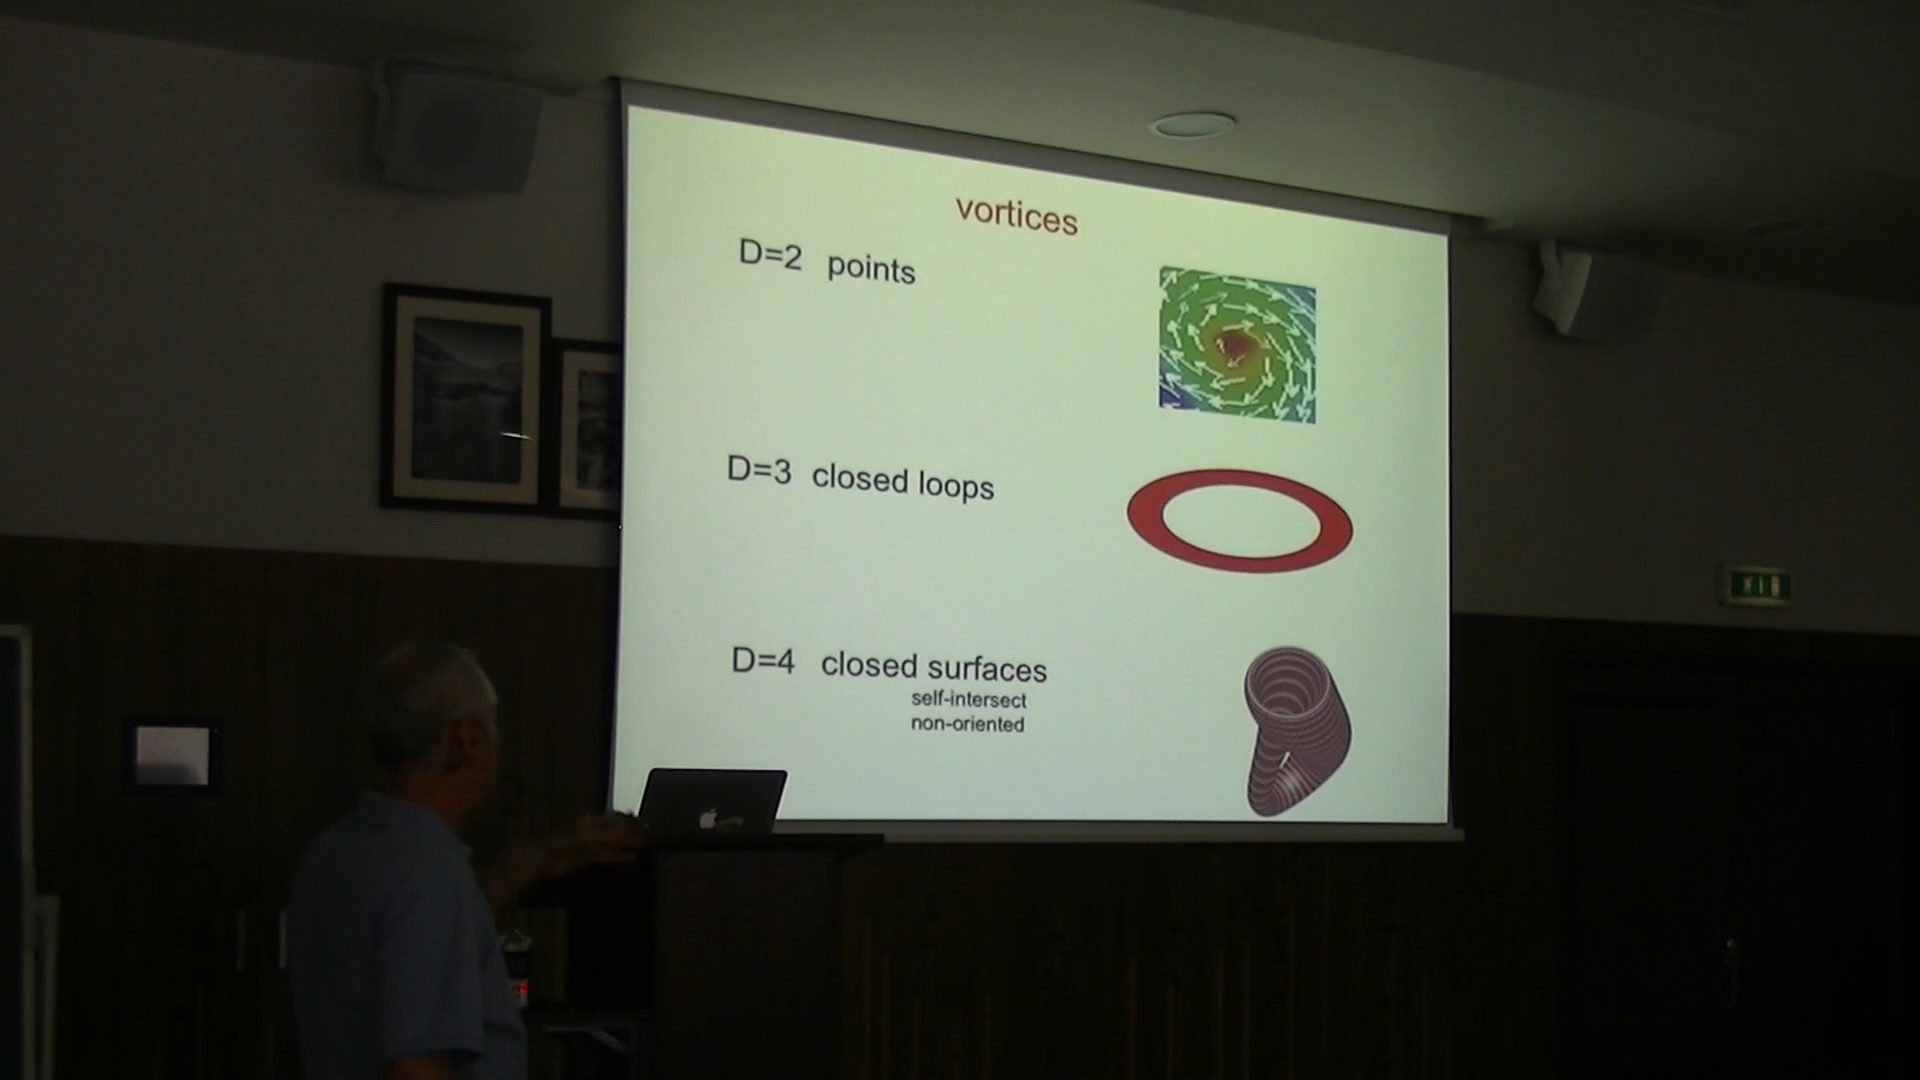 vortices
D=2 points
D=3 closed loops
D=4 closed surfaces
self-intersect
non-oriented